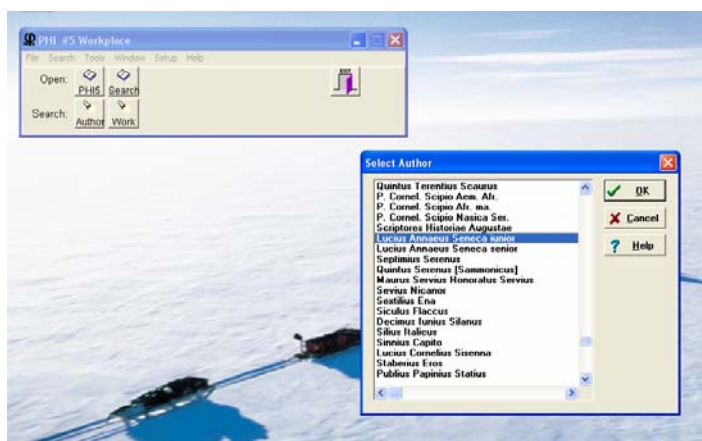 PHI #5 Workplace
File Search Tools Window Setup Help
Open: PHI5 Search
EXIT
Search: Author Work
Select Author
Quintus Terentius Scaurus
P. Cornel. Scipio Aem. Afr.
P. Cornel. Scipio Afr. ma.
P. Cornel. Scipio Nasica Ser.
Scriptores Historiae Augustae
Lucius Annaeus Seneca iunior
Lucius Annaeus Seneca senior
Septimius Serenus
Quintus Serenus [Sammonicus]
Maurus Servius Honoratus Servius
Sevius Nicanor
Sextilius Ena
Siculus Flaccus
Decimus Iunius Silanus
Silius Italicus
Sinnius Capito
Lucius Cornelius Sisenna
Staberius Eros
Publius Papinius Statius
OK
Cancel
Help